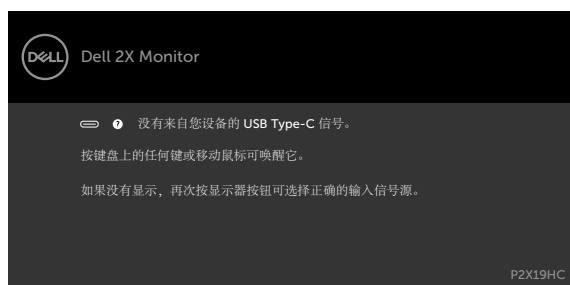 DELL
Dell 2X Monitor
? 没有来自您设备的 USB Type-C 信号。
按键盘上的任何键或移动鼠标可唤醒它。
如果没有显示，再次按显示器按钮可选择正确的输入信号源。
P2X19HC